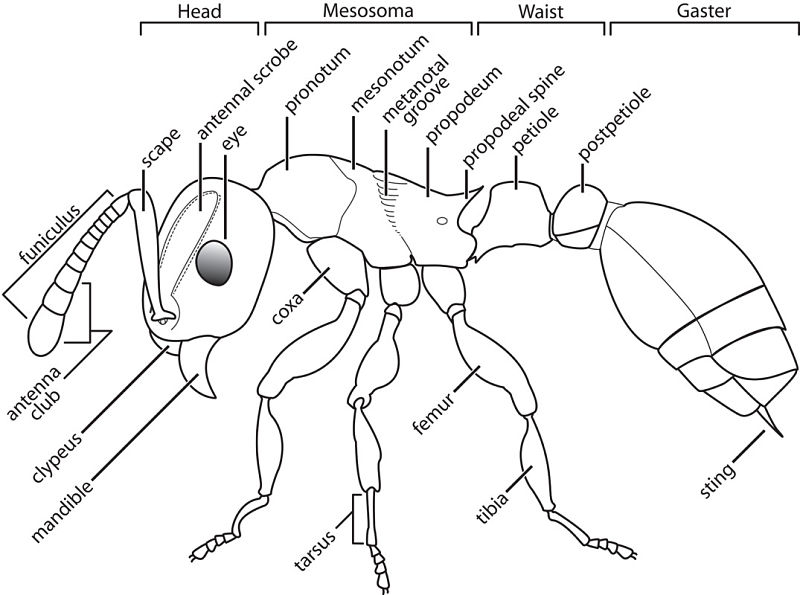 Head
Mesosoma
Waist
Gaster
scape
antennal scrobe
eye
pronotum
mesonotum
metanotal
groove
propodeum
propodeal spine
petiole
postpetiole
funiculus
antenna
club
clypeus
mandible
coxa
tarsus
femur
tibia
sting